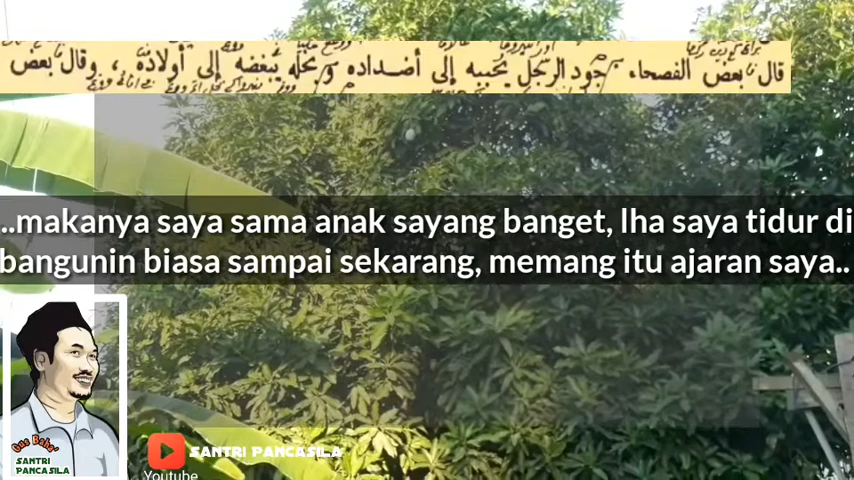 قال بعض الفصحاء جود الرجل يحببه إلى أضداده وبخله يبغضه إلى أولاده ، وقال بعض
..makanya saya sama anak sayang banget, lha saya tidur di
bangunin biasa sampai sekarang, memang itu ajaran saya..
Gus Baha'
SANTRI
PANCASILA
SANTRI PANCASILA
Youtube